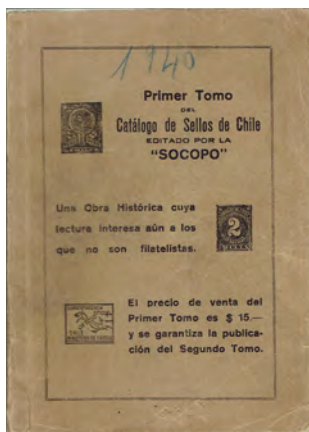 1940
Primer Tomo
DEL
Catálogo de Sellos de Chile
EDITADO POR LA
"SOCOPO"
Una Obra Histórica cuya
lectura interesa aún a los
que no son filatelistas.
2
El precio de venta del
Primer Tomo es $ 15.—
y se garantiza la publica-
ción del Segundo Tomo.